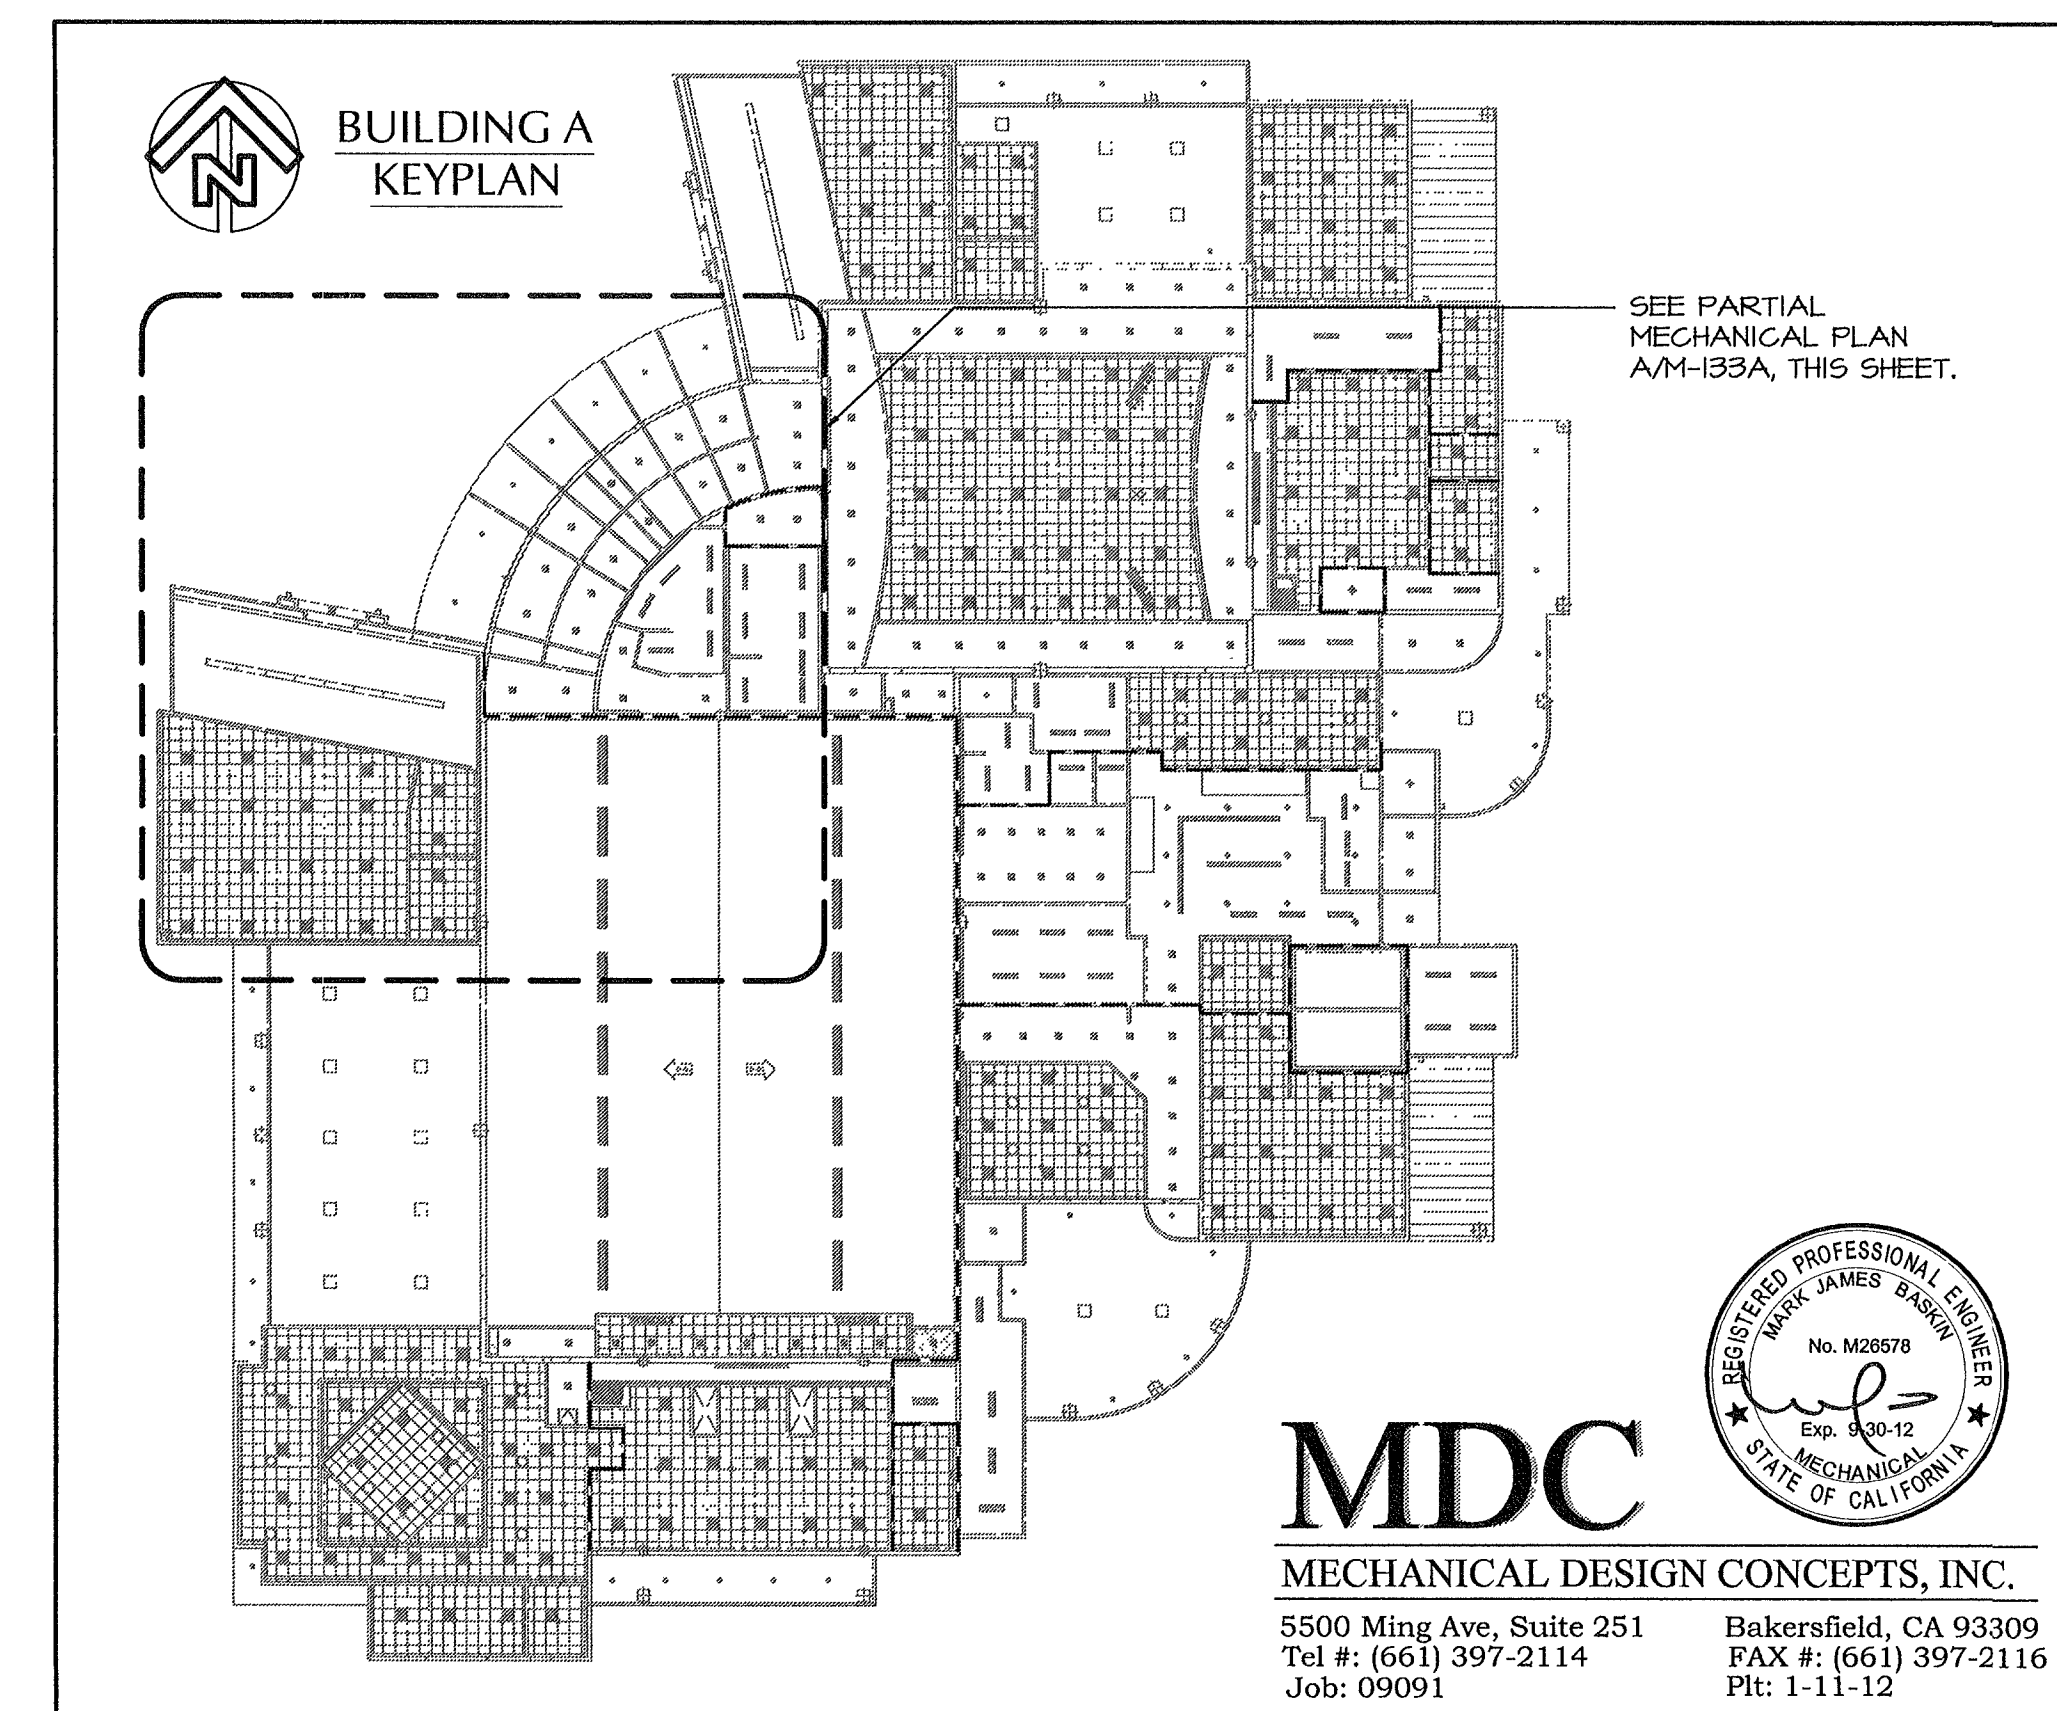 BUILDING A
KEYPLAN
N
SEE PARTIAL
MECHANICAL PLAN
A/M-133A, THIS SHEET.
REGISTERED PROFESSIONAL ENGINEER
MARK JAMES BASKIN
No. M26578
Exp. 9-30-12
MECHANICAL
STATE OF CALIFORNIA
MDC
MECHANICAL DESIGN CONCEPTS, INC.
5500 Ming Ave, Suite 251 Bakersfield, CA 93309
Tel #: (661) 397-2114 FAX #: (661) 397-2116
Job: 09091 Plt: 1-11-12